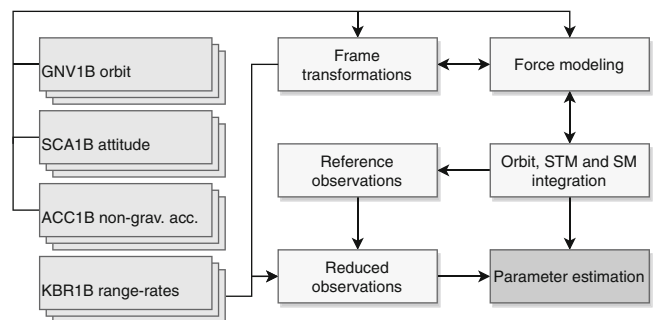 GNV1B orbit
SCA1B attitude
ACC1B non-grav. acc.
KBR1B range-rates
Frame
transformations
Force modeling
Reference
observations
Orbit, STM and SM
integration
Reduced
observations
Parameter estimation